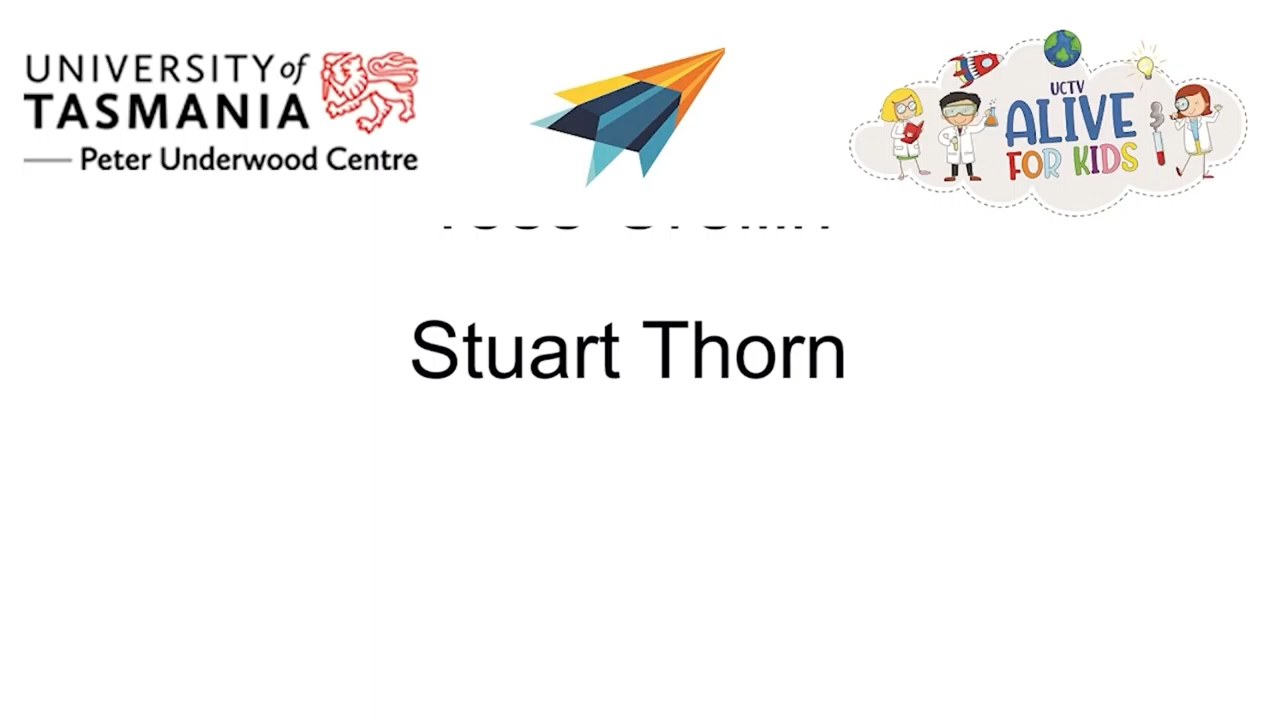 UNIVERSITY of
TASMANIA
Peter Underwood Centre
UCTV
ALIVE
FOR KIDS
Stuart Thorn